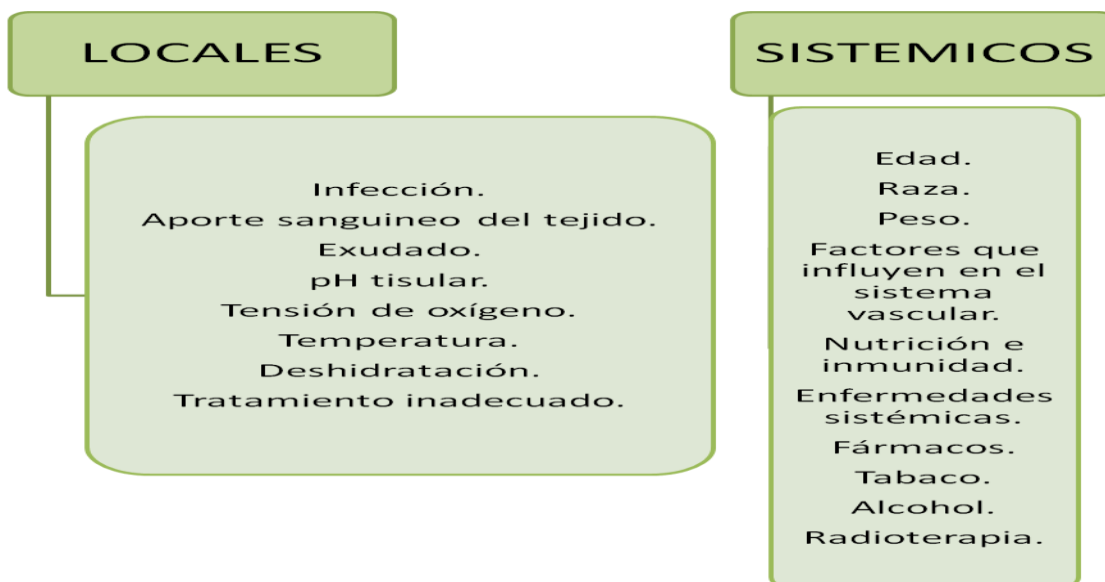 LOCALES
Infección.
Aporte sanguineo del tejido.
Exudado.
pH tisular.
Tensión de oxígeno.
Temperatura.
Deshidratación.
Tratamiento inadecuado.
SISTEMICOS
Edad.
Raza.
Peso.
Factores que
influyen en el
sistema
vascular.
Nutrición e
inmunidad.
Enfermedades
sistémicas.
Fármacos.
Tabaco.
Alcohol.
Radioterapia.